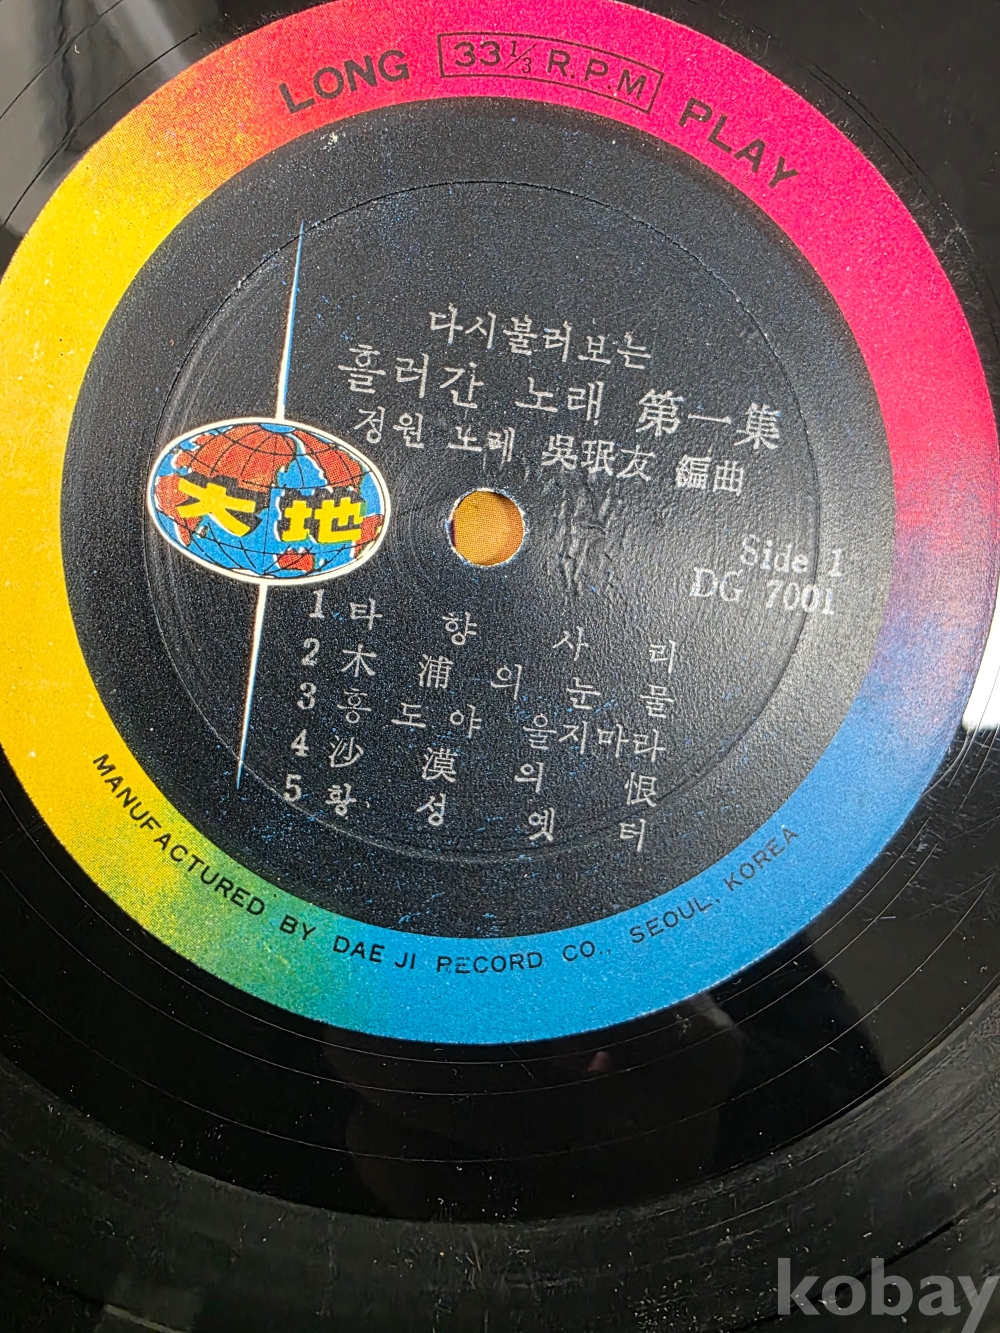 LONG 33⅓ R.P.M PLAY
다시불러보는
흘러간 노래 第一集
정원 노래 吳珉友 編曲
大地
Side 1
DG 7001
1 타향사리
2 木浦의 눈물
3 홍도야 울지마라
4 沙漠의 恨
5 황성옛터
MANUFACTURED BY DAE JI RECORD CO., SEOUL, KOREA
kobay